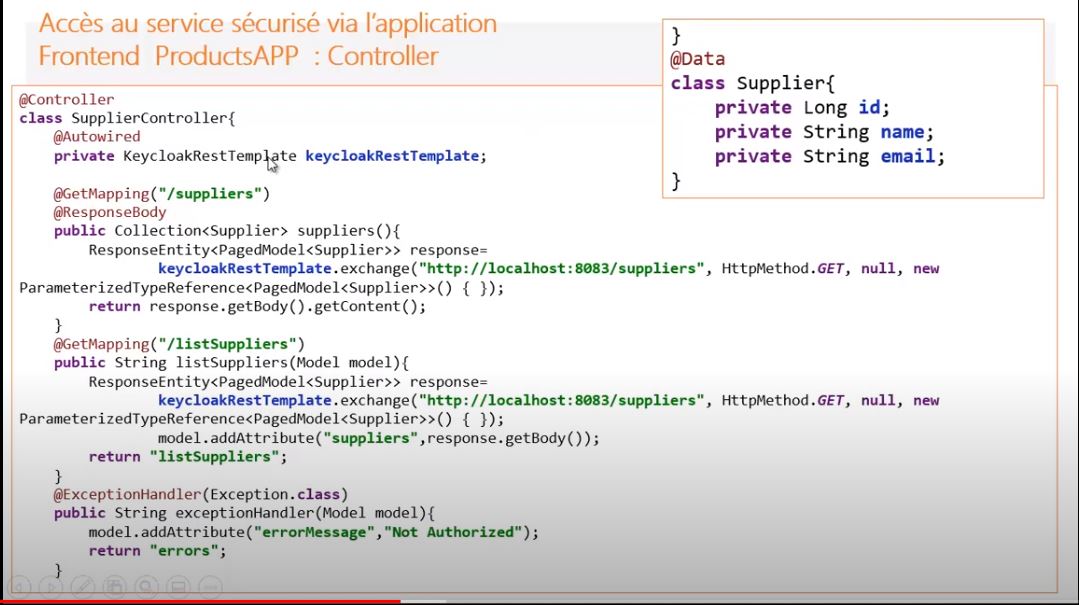 Accès au service sécurisé via l’application
Frontend ProductsAPP : Controller
@Controller
class SupplierController{
    @Autowired
    private KeycloakRestTemplate keycloakRestTemplate;

    @GetMapping("/suppliers")
    @ResponseBody
    public Collection<Supplier> suppliers(){
        ResponseEntity<PagedModel<Supplier>> response=
                keycloakRestTemplate.exchange("http://localhost:8083/suppliers", HttpMethod.GET, null, new
ParameterizedTypeReference<PagedModel<Supplier>>() { });
        return response.getBody().getContent();
    }
    @GetMapping("/listSuppliers")
    public String listSuppliers(Model model){
        ResponseEntity<PagedModel<Supplier>> response=
                keycloakRestTemplate.exchange("http://localhost:8083/suppliers", HttpMethod.GET, null, new
ParameterizedTypeReference<PagedModel<Supplier>>() { });
                model.addAttribute("suppliers",response.getBody());
        return "listSuppliers";
    }
    @ExceptionHandler(Exception.class)
    public String exceptionHandler(Model model){
        model.addAttribute("errorMessage","Not Authorized");
        return "errors";
    }
}
@Data
class Supplier{
    private Long id;
    private String name;
    private String email;
}